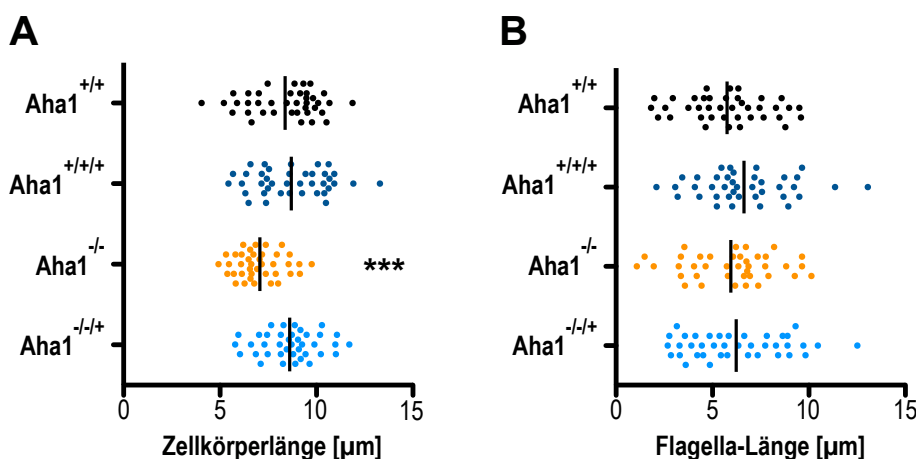 A
Aha1+/+
Aha1+/+/+
Aha1-/-
***
Aha1-/-/+
0 5 10 15
Zellkörperlänge [µm]
B
Aha1+/+
Aha1+/+/+
Aha1-/-
Aha1-/-/+
0 5 10 15
Flagella-Länge [µm]